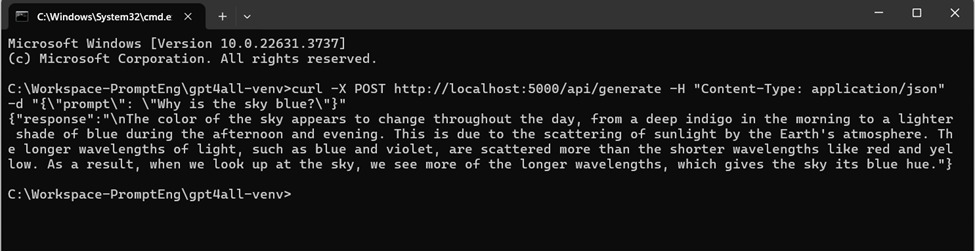 C:\Windows\System32\cmd.e
Microsoft Windows [Version 10.0.22631.3737]
(c) Microsoft Corporation. All rights reserved.
C:\Workspace-PromptEng\gpt4all-venv>curl -X POST http://localhost:5000/api/generate -H "Content-Type: application/json"
-d "{\"prompt\": \"Why is the sky blue?\"}"
{"response":"\nThe color of the sky appears to change throughout the day, from a deep indigo in the morning to a lighter
shade of blue during the afternoon and evening. This is due to the scattering of sunlight by the Earth's atmosphere. Th
e longer wavelengths of light, such as blue and violet, are scattered more than the shorter wavelengths like red and yel
low. As a result, when we look up at the sky, we see more of the longer wavelengths, which gives the sky its blue hue."}
C:\Workspace-PromptEng\gpt4all-venv>